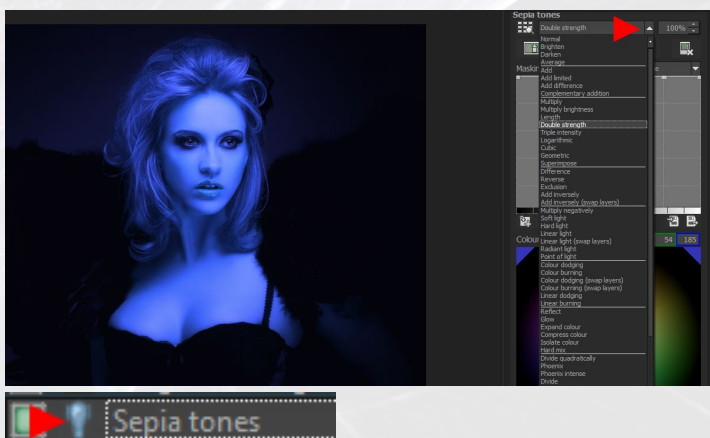 Sepia tones
Double strength
100%
Normal
Brighten
Darken
Average
Add
Add limited
Add difference
Complementary addition
Multiply
Multiply brightness
Length
Double strength
Triple intensity
Logarithmic
Cubic
Geometric
Superimpose
Difference
Reverse
Exclusion
Add inversely
Add inversely (swap layers)
Multiply negatively
Soft light
Hard light
Linear light
Linear light (swap layers)
Radiant light
Point of light
Colour dodging
Colour burning
Colour dodging (swap layers)
Colour burning (swap layers)
Linear dodging
Linear burning
Reflect
Glow
Expand colour
Compress colour
Isolate colour
Hard mix
Divide quadratically
Phoenix
Phoenix intense
Divide
Maskin
e
Colou
54 185
Sepia tones